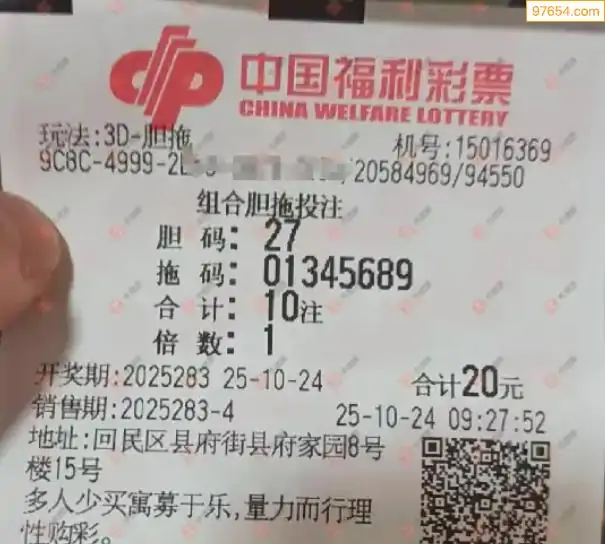 97654.com
中国福利彩票
CHINA WELFARE LOTTERY
玩法:3D-胆拖
机号:15016369
9C8C-4999-2 /20584969/94550
组合胆拖投注
胆 码: 27
拖 码: 01345689
合 计: 10注
倍 数: 1
开奖期:2025283 25-10-24 合计20元
销售期:2025283-4 25-10-24 09:27:52
地址:回民区县府街县府家园8号
楼15号
多人少买寓募于乐,量力而行理
性购彩。